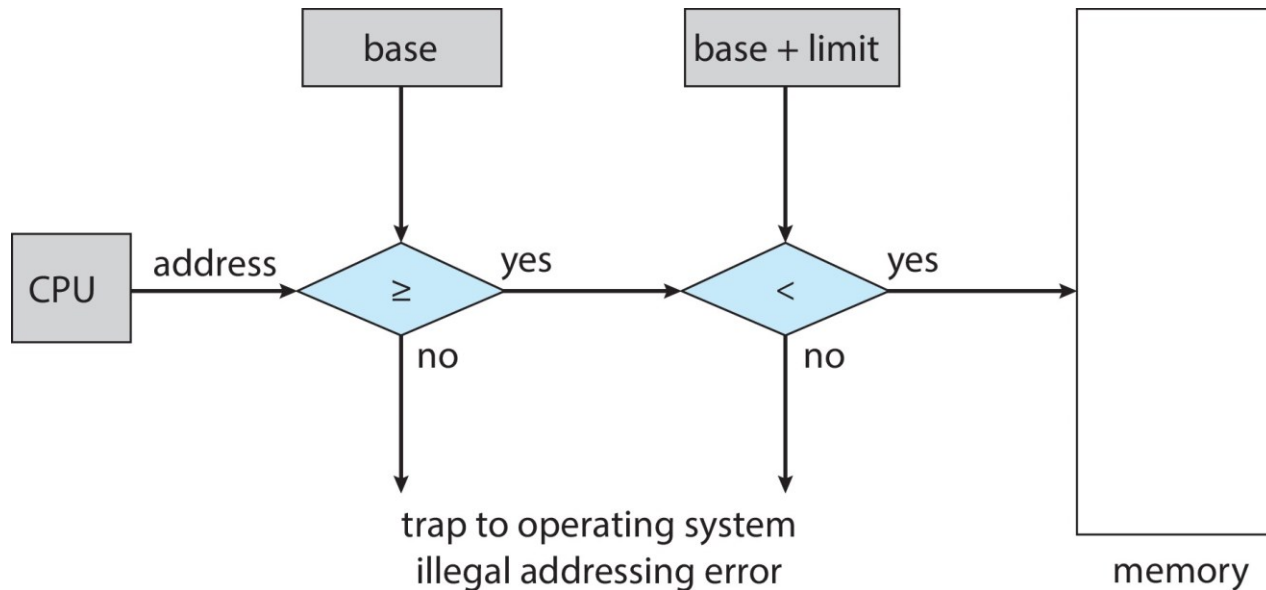 base
base + limit
CPU
address
≥
yes
<
yes
no
no
trap to operating system
illegal addressing error
memory